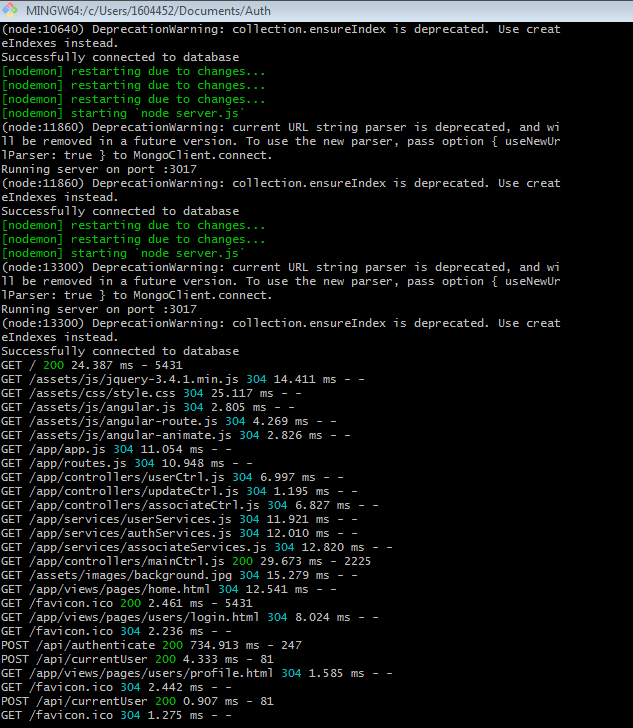 MINGW64:/c/Users/1604452/Documents/Auth
(node:10640) DeprecationWarning: collection.ensureIndex is deprecated. Use creat
eIndexes instead.
Successfully connected to database
[nodemon] restarting due to changes...
[nodemon] restarting due to changes...
[nodemon] restarting due to changes...
[nodemon] starting `node server.js`
(node:11860) DeprecationWarning: current URL string parser is deprecated, and wi
ll be removed in a future version. To use the new parser, pass option { useNewUr
lParser: true } to MongoClient.connect.
Running server on port :3017
(node:11860) DeprecationWarning: collection.ensureIndex is deprecated. Use creat
eIndexes instead.
Successfully connected to database
[nodemon] restarting due to changes...
[nodemon] restarting due to changes...
[nodemon] starting `node server.js`
(node:13300) DeprecationWarning: current URL string parser is deprecated, and wi
ll be removed in a future version. To use the new parser, pass option { useNewUr
lParser: true } to MongoClient.connect.
Running server on port :3017
(node:13300) DeprecationWarning: collection.ensureIndex is deprecated. Use creat
eIndexes instead.
Successfully connected to database
GET / 200 24.387 ms - 5431
GET /assets/js/jquery-3.4.1.min.js 304 14.411 ms - -
GET /assets/css/style.css 304 25.117 ms - -
GET /assets/js/angular.js 304 2.805 ms - -
GET /assets/js/angular-route.js 304 4.269 ms - -
GET /assets/js/angular-animate.js 304 2.826 ms - -
GET /app/app.js 304 11.054 ms - -
GET /app/routes.js 304 10.948 ms - -
GET /app/controllers/userCtrl.js 304 6.997 ms - -
GET /app/controllers/updateCtrl.js 304 1.195 ms - -
GET /app/controllers/associateCtrl.js 304 6.827 ms - -
GET /app/services/userServices.js 304 11.921 ms - -
GET /app/services/authServices.js 304 12.010 ms - -
GET /app/services/associateServices.js 304 12.820 ms - -
GET /app/controllers/mainCtrl.js 200 29.673 ms - 2225
GET /assets/images/background.jpg 304 15.279 ms - -
GET /app/views/pages/home.html 304 12.541 ms - -
GET /favicon.ico 200 2.461 ms - 5431
GET /app/views/pages/users/login.html 304 8.024 ms - -
GET /favicon.ico 304 2.236 ms - -
POST /api/authenticate 200 734.913 ms - 247
POST /api/currentUser 200 4.333 ms - 81
GET /app/views/pages/users/profile.html 304 1.585 ms - -
GET /favicon.ico 304 2.442 ms - -
POST /api/currentUser 200 0.907 ms - 81
GET /favicon.ico 304 1.275 ms - -